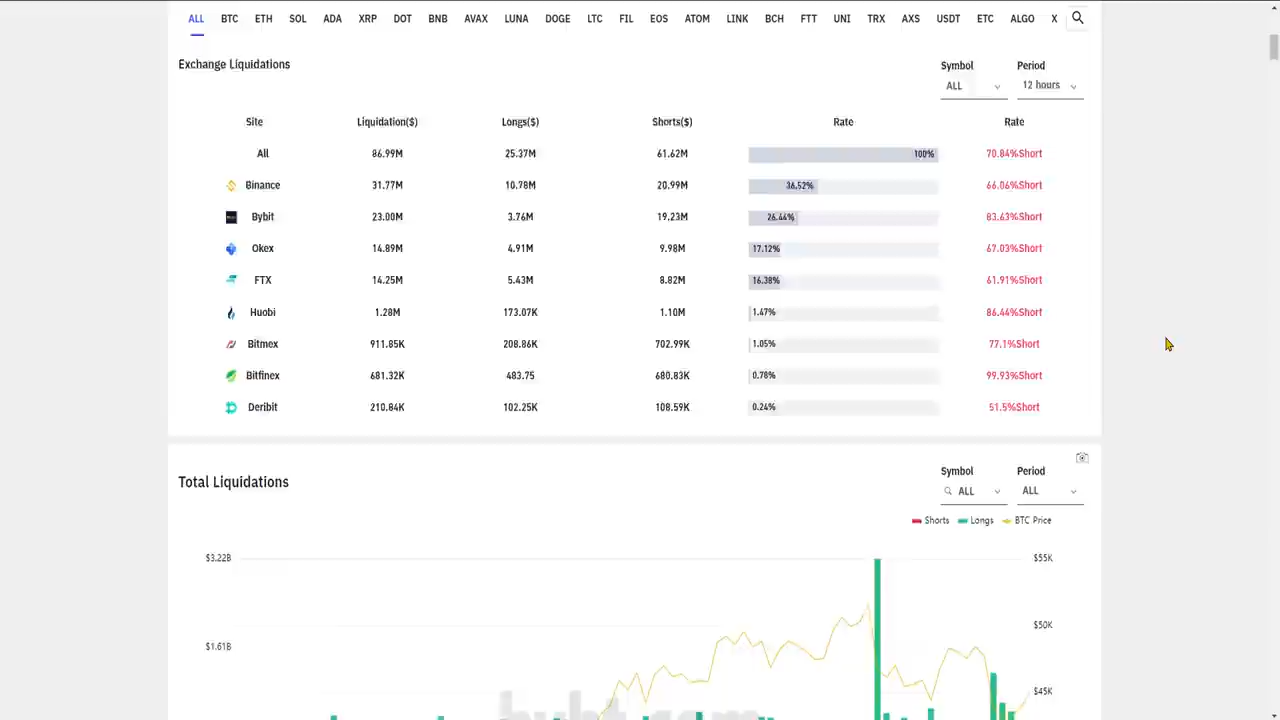 ALL BTC ETH SOL ADA XRP DOT BNB AVAX LUNA DOGE LTC FIL EOS ATOM LINK BCH FTT UNI TRX AXS USDT ETC ALGO X
Exchange Liquidations
Symbol Period
ALL 12 hours
Site Liquidation($) Longs($) Shorts($) Rate Rate
All 86.99M 25.37M 61.62M 100% 70.84%Short
Binance 31.77M 10.78M 20.99M 36.52% 66.06%Short
Bybit 23.00M 3.76M 19.23M 26.44% 83.63%Short
Okex 14.89M 4.91M 9.98M 17.12% 67.03%Short
FTX 14.25M 5.43M 8.82M 16.38% 61.91%Short
Huobi 1.28M 173.07K 1.10M 1.47% 86.44%Short
Bitmex 911.85K 208.86K 702.99K 1.05% 77.1%Short
Bitfinex 681.32K 483.75 680.83K 0.78% 99.93%Short
Deribit 210.84K 102.25K 108.59K 0.24% 51.5%Short
Total Liquidations
Symbol Period
ALL ALL
Shorts Longs BTC Price
$3.22B $55K
$50K
$1.61B
$45K